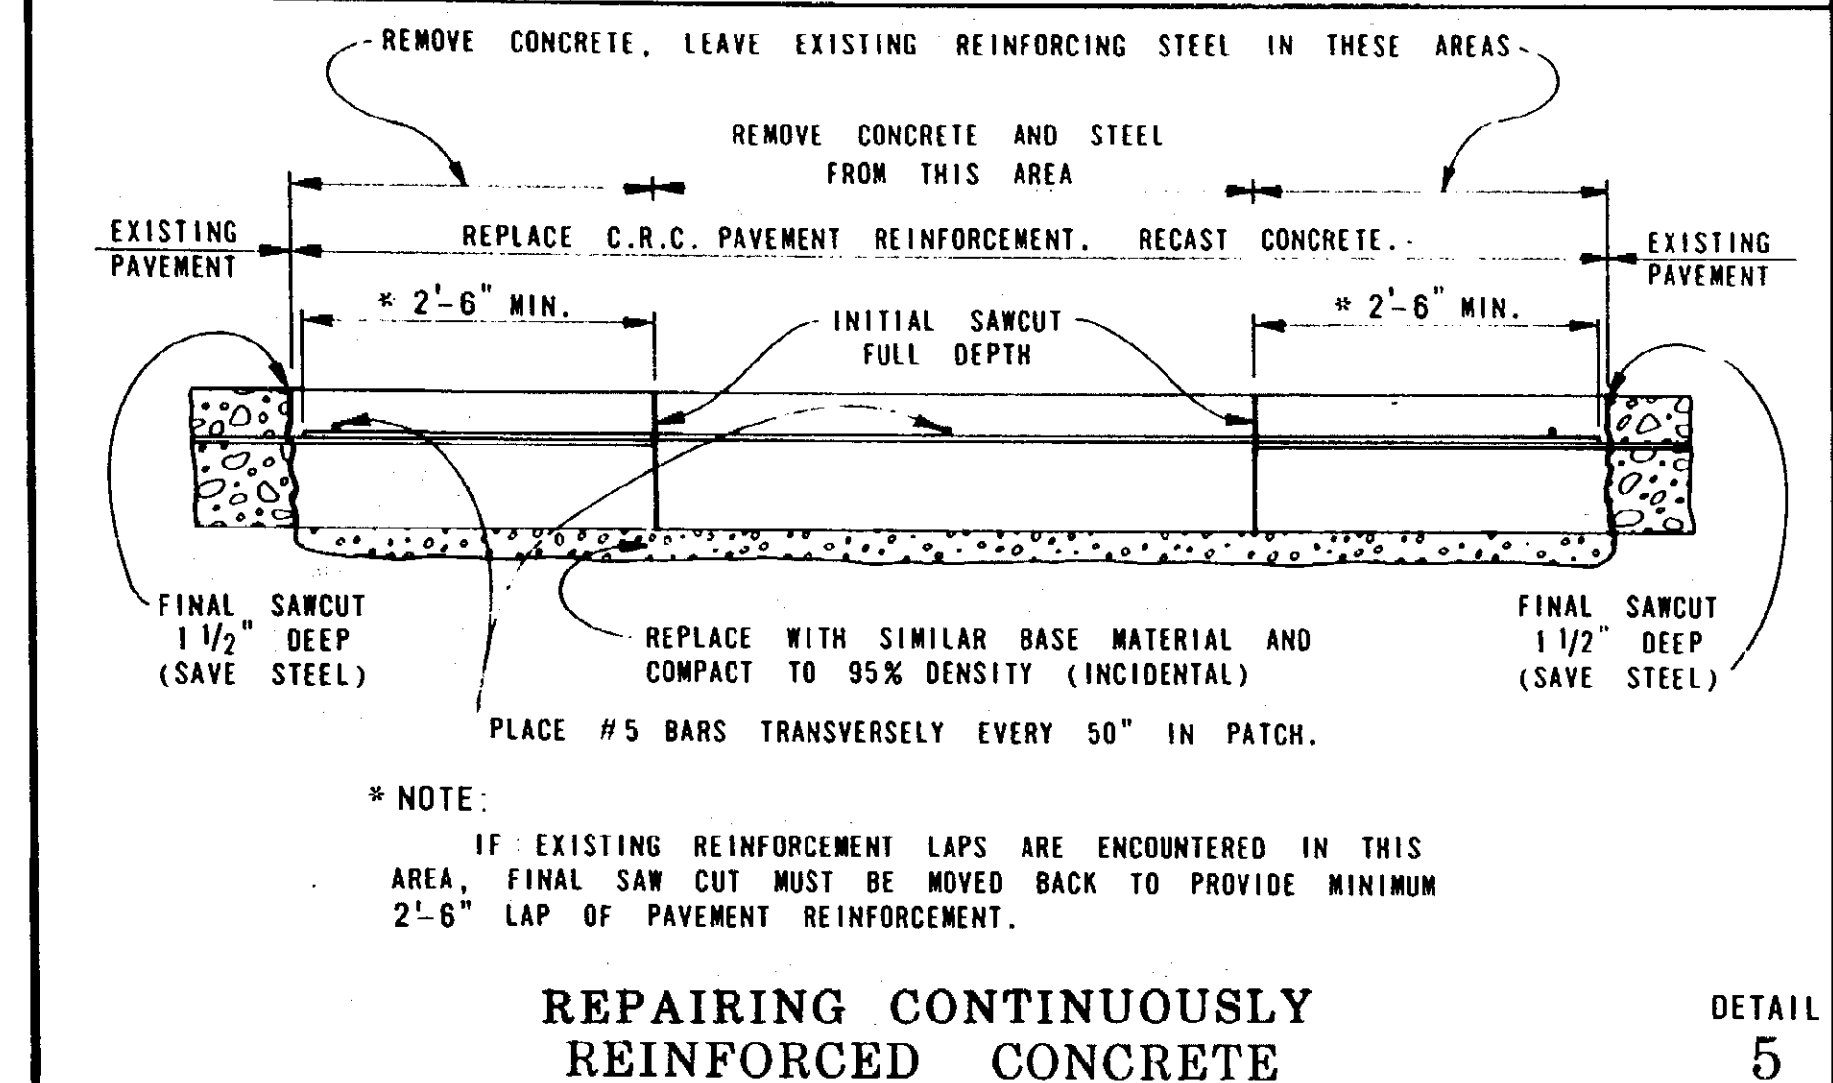 REMOVE CONCRETE, LEAVE EXISTING REINFORCING STEEL IN THESE AREAS
REMOVE CONCRETE AND STEEL
FROM THIS AREA
EXISTING
PAVEMENT
REPLACE C.R.C. PAVEMENT REINFORCEMENT. RECAST CONCRETE.
EXISTING
PAVEMENT
* 2'-6" MIN.
INITIAL SAWCUT
FULL DEPTH
* 2'-6" MIN.
FINAL SAWCUT
1 1/2" DEEP
(SAVE STEEL)
REPLACE WITH SIMILAR BASE MATERIAL AND
COMPACT TO 95% DENSITY (INCIDENTAL)
FINAL SAWCUT
1 1/2" DEEP
(SAVE STEEL)
PLACE #5 BARS TRANSVERSELY EVERY 50" IN PATCH.
* NOTE:
IF EXISTING REINFORCEMENT LAPS ARE ENCOUNTERED IN THIS
AREA, FINAL SAW CUT MUST BE MOVED BACK TO PROVIDE MINIMUM
2'-6" LAP OF PAVEMENT REINFORCEMENT.
REPAIRING CONTINUOUSLY
REINFORCED CONCRETE
DETAIL
5